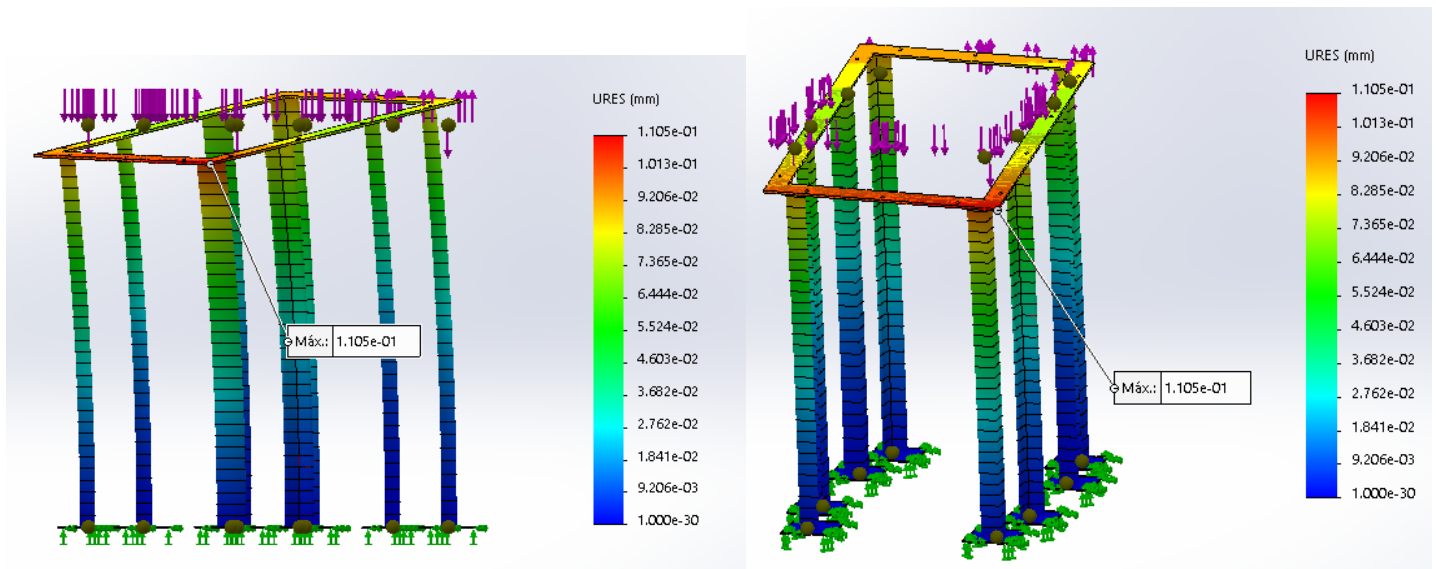 URES (mm)
1.105e-01
1.013e-01
9.206e-02
8.285e-02
7.365e-02
6.444e-02
5.524e-02
4.603e-02
3.682e-02
2.762e-02
1.841e-02
9.206e-03
1.000e-30
Máx.: 1.105e-01
URES (mm)
1.105e-01
1.013e-01
9.206e-02
8.285e-02
7.365e-02
6.444e-02
5.524e-02
4.603e-02
3.682e-02
2.762e-02
1.841e-02
9.206e-03
1.000e-30
Máx.: 1.105e-01